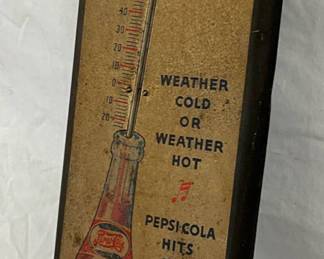 40
30
20
10
0
10
20
WEATHER
COLD
OR
WEATHER
HOT
PEPSI-COLA
HITS